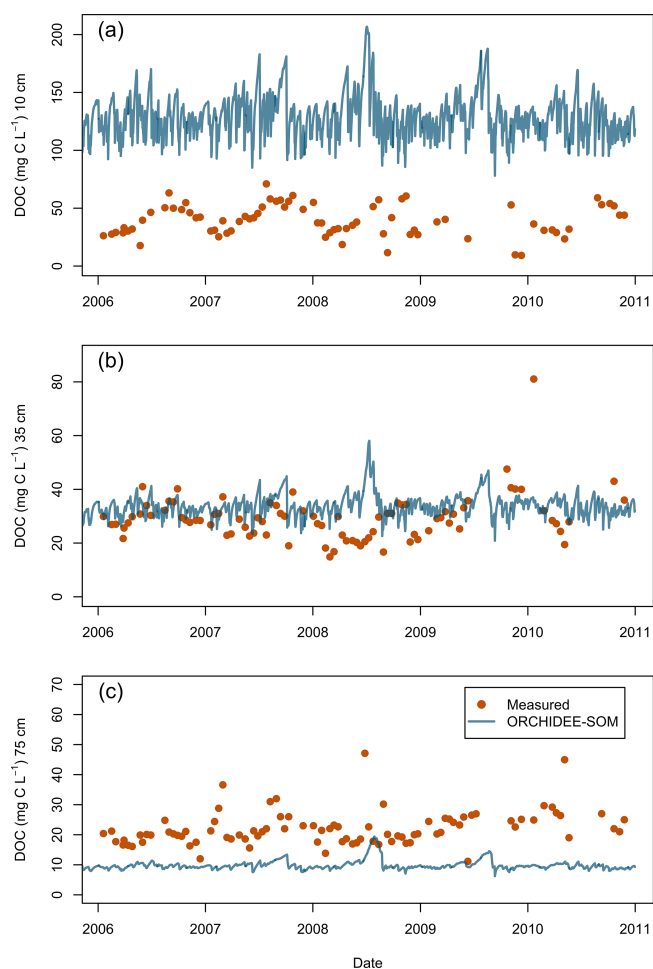 (a)
DOC (mg C L⁻¹) 10 cm
200
150
100
50
0
2006 2007 2008 2009 2010 2011
(b)
DOC (mg C L⁻¹) 35 cm
80
60
40
20
0
2006 2007 2008 2009 2010 2011
(c)
DOC (mg C L⁻¹) 75 cm
70
60
50
40
30
20
10
0
Measured
ORCHIDEE-SOM
2006 2007 2008 2009 2010 2011
Date